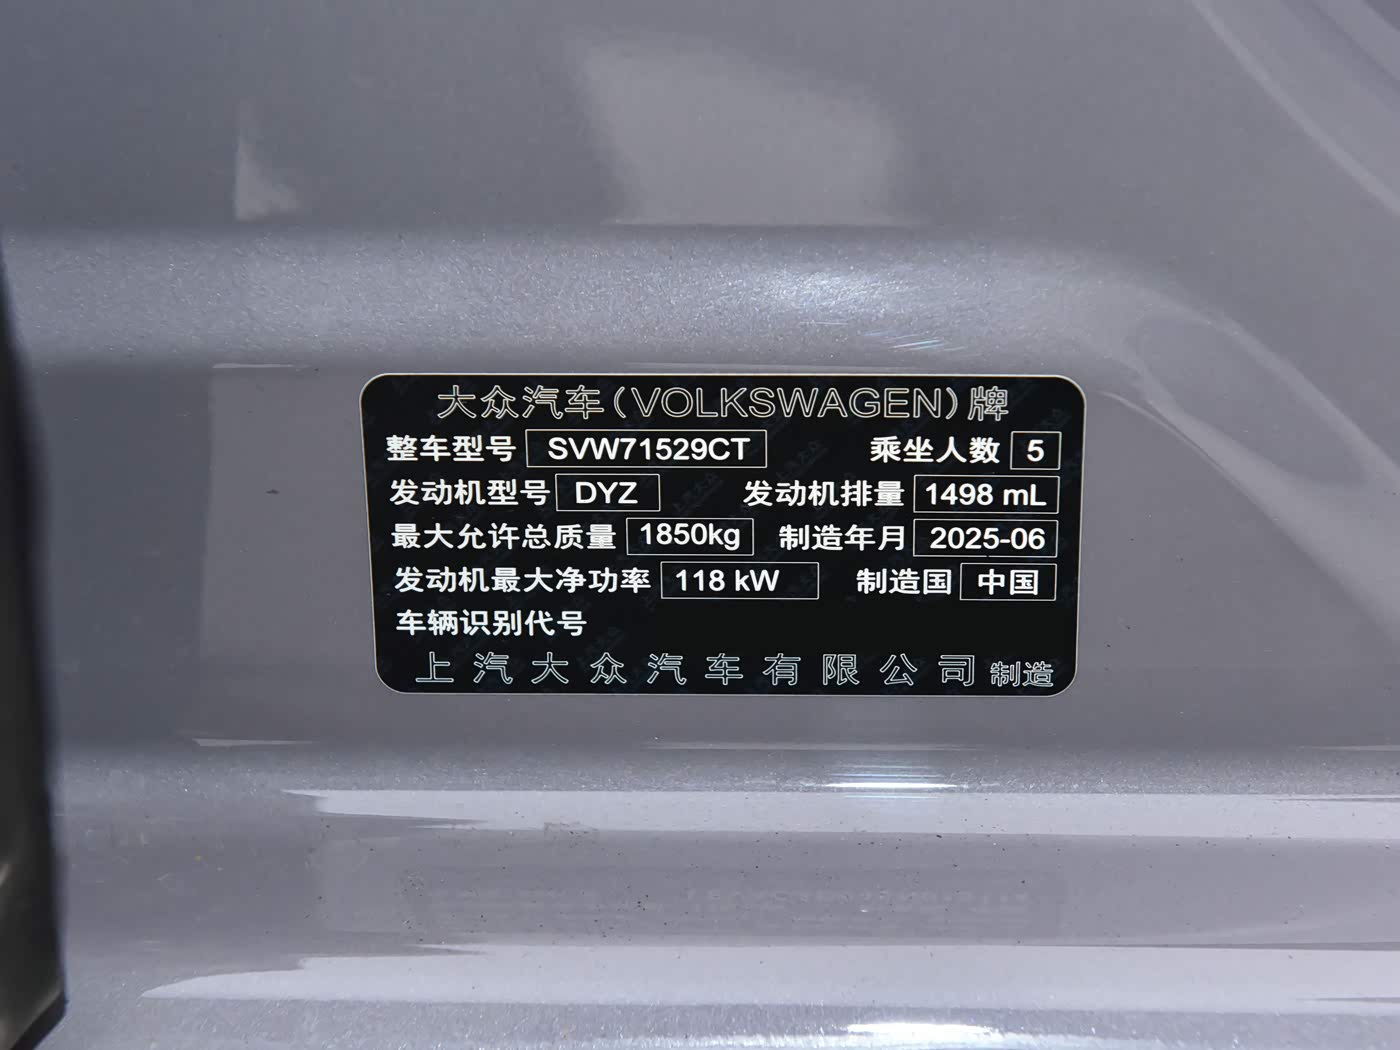 大众汽车(VOLKSWAGEN)牌
整车型号 SVW71529CT 乘坐人数 5
发动机型号 DYZ 发动机排量 1498 mL
最大允许总质量 1850kg 制造年月 2025-06
发动机最大净功率 118 kW 制造国 中国
车辆识别代号
上汽大众汽车有限公司 制造